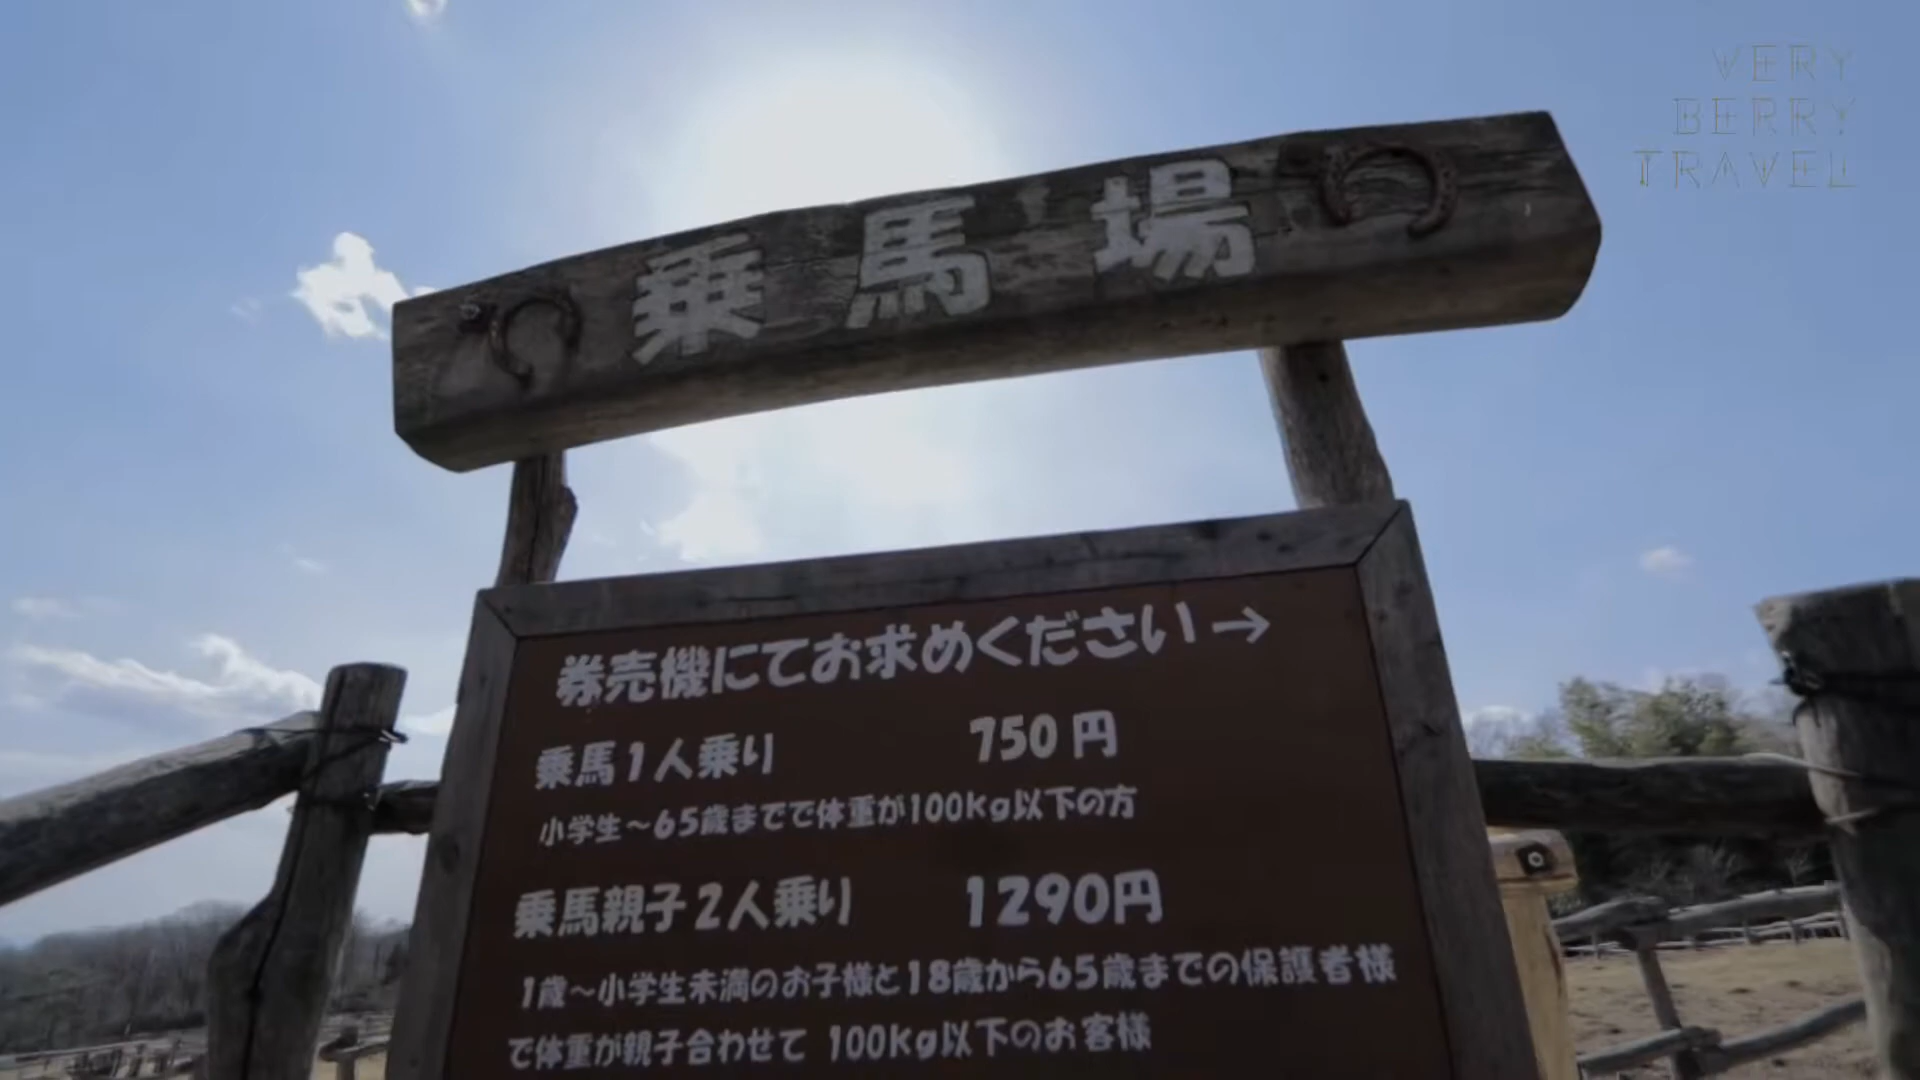 VERY
BERRY
TRAVEL
乗馬場
券売機にてお求めください→
乗馬1人乗り 750円
小学生～65歳までで体重が100Kg以下の方
乗馬親子2人乗り 1290円
1歳～小学生未満のお子様と18歳から65歳までの保護者様
で体重が親子合わせて 100Kg以下のお客様